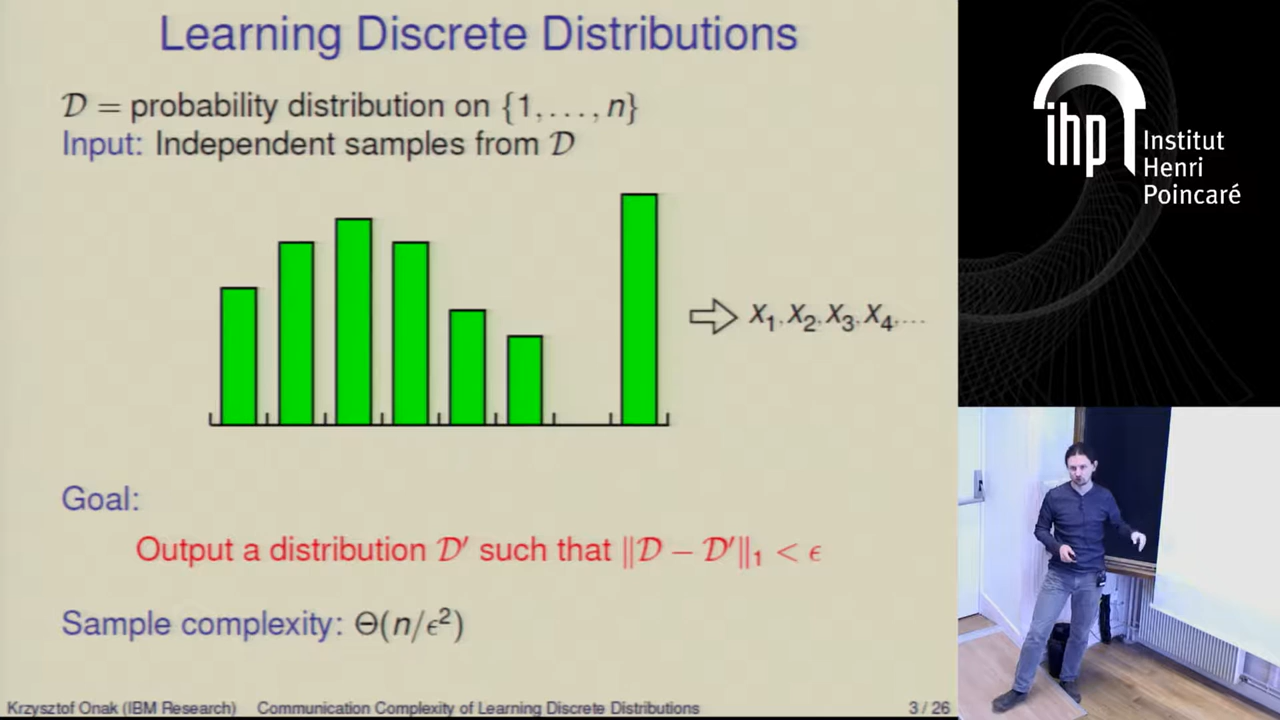 Learning Discrete Distributions
𝒟 = probability distribution on {1,...,n}
Input: Independent samples from 𝒟
X₁, X₂, X₃, X₄, ...
Goal:
Output a distribution 𝒟′ such that ‖𝒟 − 𝒟′‖₁ < ϵ
Sample complexity: Θ(n/ϵ²)
Krzysztof Onak (IBM Research) Communication Complexity of Learning Discrete Distributions 3 / 26
ihp
Institut
Henri
Poincaré